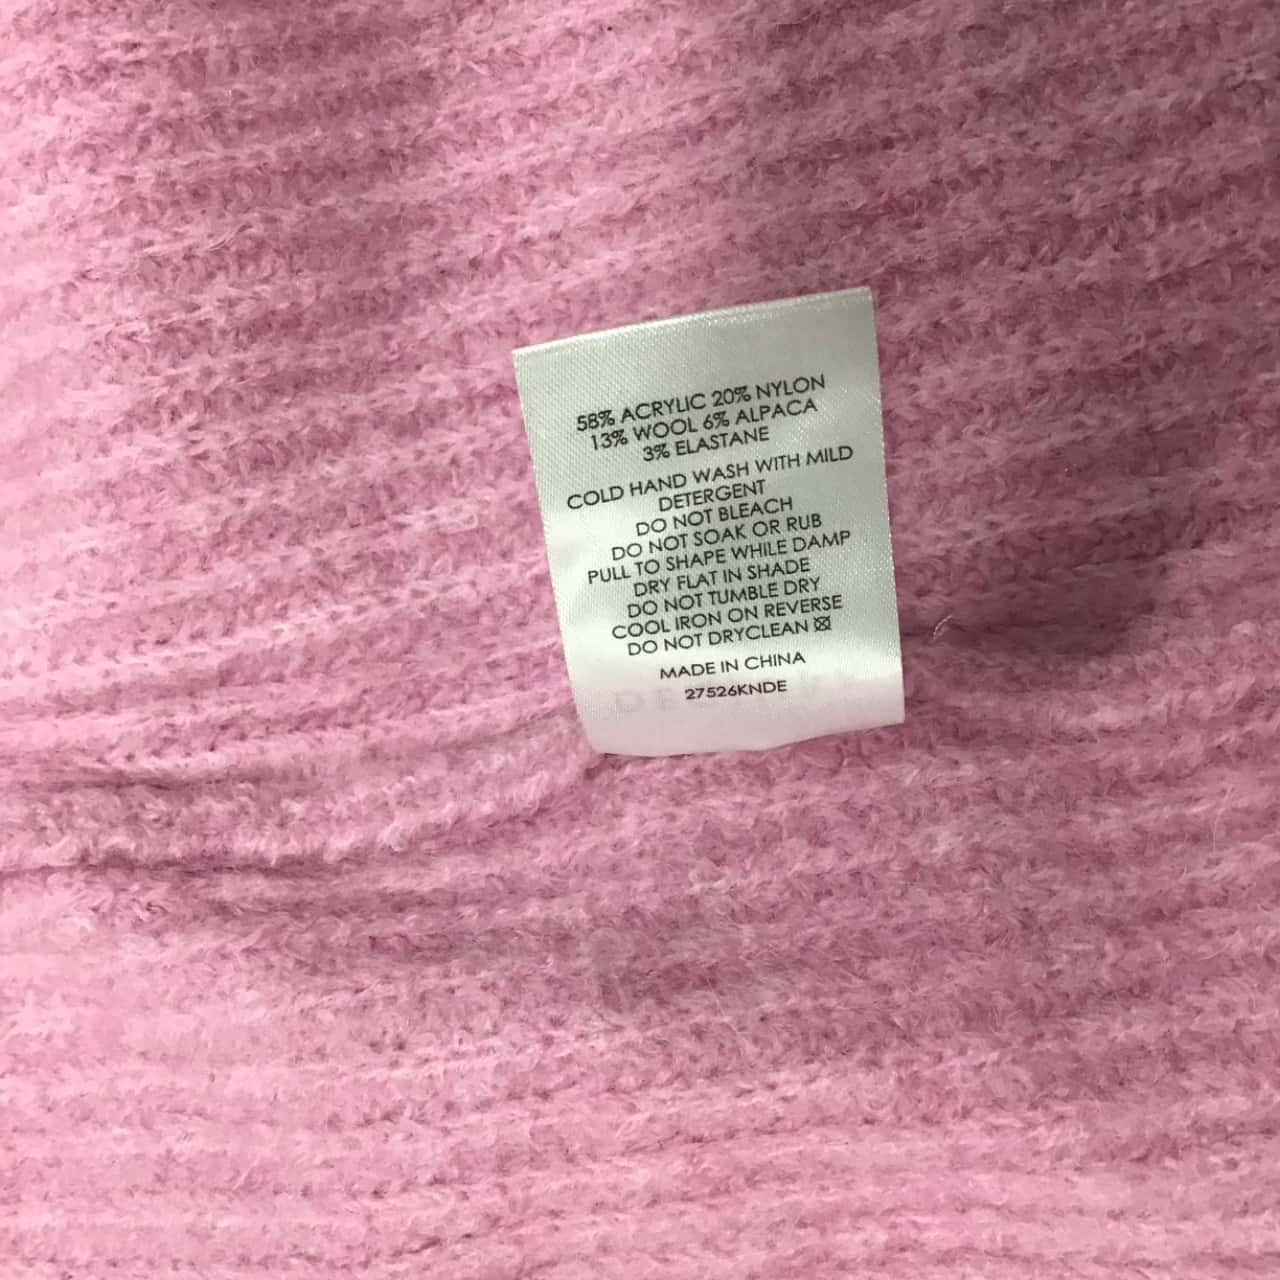 58% ACRYLIC 20% NYLON
13% WOOL 6% ALPACA
3% ELASTANE
COLD HAND WASH WITH MILD
DETERGENT
DO NOT BLEACH
DO NOT SOAK OR RUB
PULL TO SHAPE WHILE DAMP
DRY FLAT IN SHADE
DO NOT TUMBLE DRY
COOL IRON ON REVERSE
DO NOT DRYCLEAN
MADE IN CHINA
27526KNDE